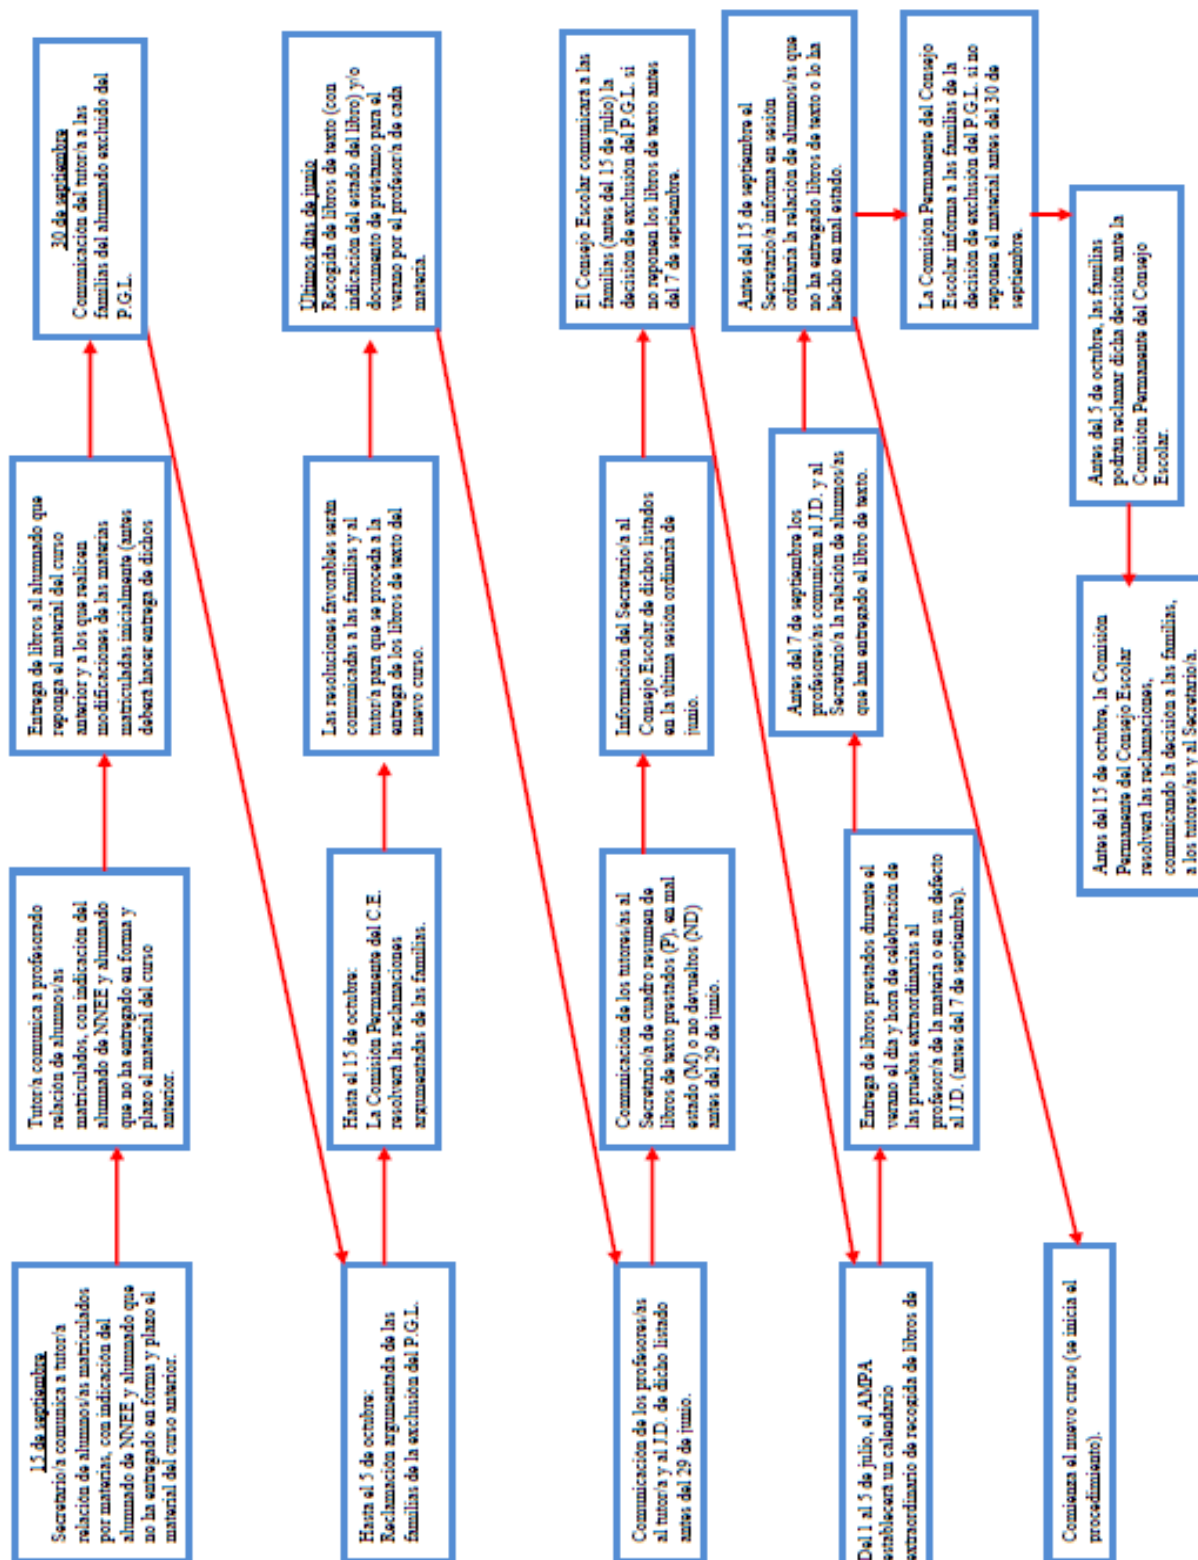 15 de septiembre
Secretario/a comunica a tutor/a
relación de alumnos/as matriculados
por materias, con indicación del
alumnado de NNEE y alumnado que
no ha entregado en forma y plazo el
material del curso anterior.
Tutor/a comunica a profesorado
relación de alumnos/as
matriculados, con indicación del
alumnado de NNEE y alumnado
que no ha entregado en forma y
plazo el material del curso
anterior.
Entrega de libros al alumnado que
reponga el material del curso
anterior y a los que realicen
modificaciones de las materias
matriculadas inicialmente (antes
deberá hacer entrega de dichos
30 de septiembre
Comunicación del tutor/a a las
familias del alumnado excluido del
P.G.L.
Hasta el 5 de octubre:
Reclamación argumentada de las
familias de la exclusión del P.G.L.
Hasta el 15 de octubre:
La Comisión Permanente del C.E.
resolverá las reclamaciones
argumentadas de las familias.
Las resoluciones favorables serán
comunicadas a las familias y al
tutor/a para que se proceda a la
entrega de los libros de texto del
nuevo curso.
Últimos días de junio
Recogida de libros de texto (con
indicación del estado del libro) y/o
documento de préstamo para el
verano por el profesor/a de cada
materia.
Comunicación de los profesores/as
al tutor/a y al J.D. de dicho listado
antes del 29 de junio.
Comunicación de los tutores/as al
Secretario/a de cuadro resumen de
libros de texto prestados (P), en mal
estado (M) o no devueltos (ND)
antes del 29 de junio.
Información del Secretario/a al
Consejo Escolar de dichos listados
en la última sesión ordinaria de
junio.
El Consejo Escolar comunicará a las
familias (antes del 15 de julio) la
decisión de exclusión del P.G.L. si
no reponen los libros de texto antes
del 7 de septiembre.
Del 1 al 5 de julio, el AMPA
establecerá un calendario
extraordinario de recogida de libros de
Entrega de libros prestados durante el
verano el día y hora de celebración de
las pruebas extraordinarias al
profesor/a de la materia o en su defecto
al J.D. (antes del 7 de septiembre).
Antes del 7 de septiembre los
profesores/as comunican al J.D. y al
Secretario/a la relación de alumnos/as
que han entregado el libro de texto.
Antes del 15 de septiembre el
Secretario/a informa en sesión
ordinaria la relación de alumnos/as que
no ha entregado libros de texto o lo ha
hecho en mal estado.
La Comisión Permanente del Consejo
Escolar informa a las familias de la
decisión de exclusión del P.G.L. si no
reponen el material antes del 30 de
septiembre.
Antes del 5 de octubre, las familias
podrán reclamar dicha decisión ante la
Comisión Permanente del Consejo
Escolar.
Antes del 15 de octubre, la Comisión
Permanente del Consejo Escolar
resolverá las reclamaciones,
comunicando la decisión a las familias,
a los tutores/as y al Secretario/a.
Comienza el nuevo curso (se inicia el
procedimiento).